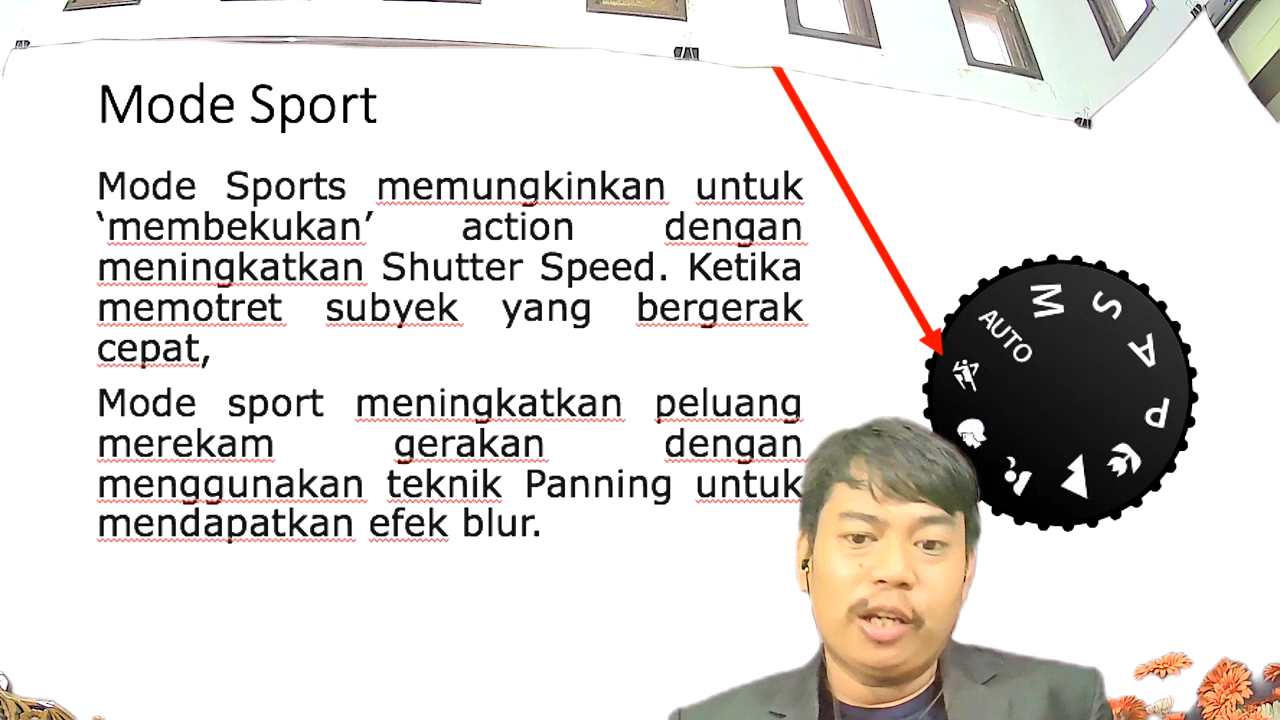 Mode Sport
Mode Sports memungkinkan untuk
‘membekukan’ action dengan
meningkatkan Shutter Speed. Ketika
memotret subyek yang bergerak
cepat,
Mode sport meningkatkan peluang
merekam gerakan dengan
menggunakan teknik Panning untuk
mendapatkan efek blur.
AUTO
M
S
A
P